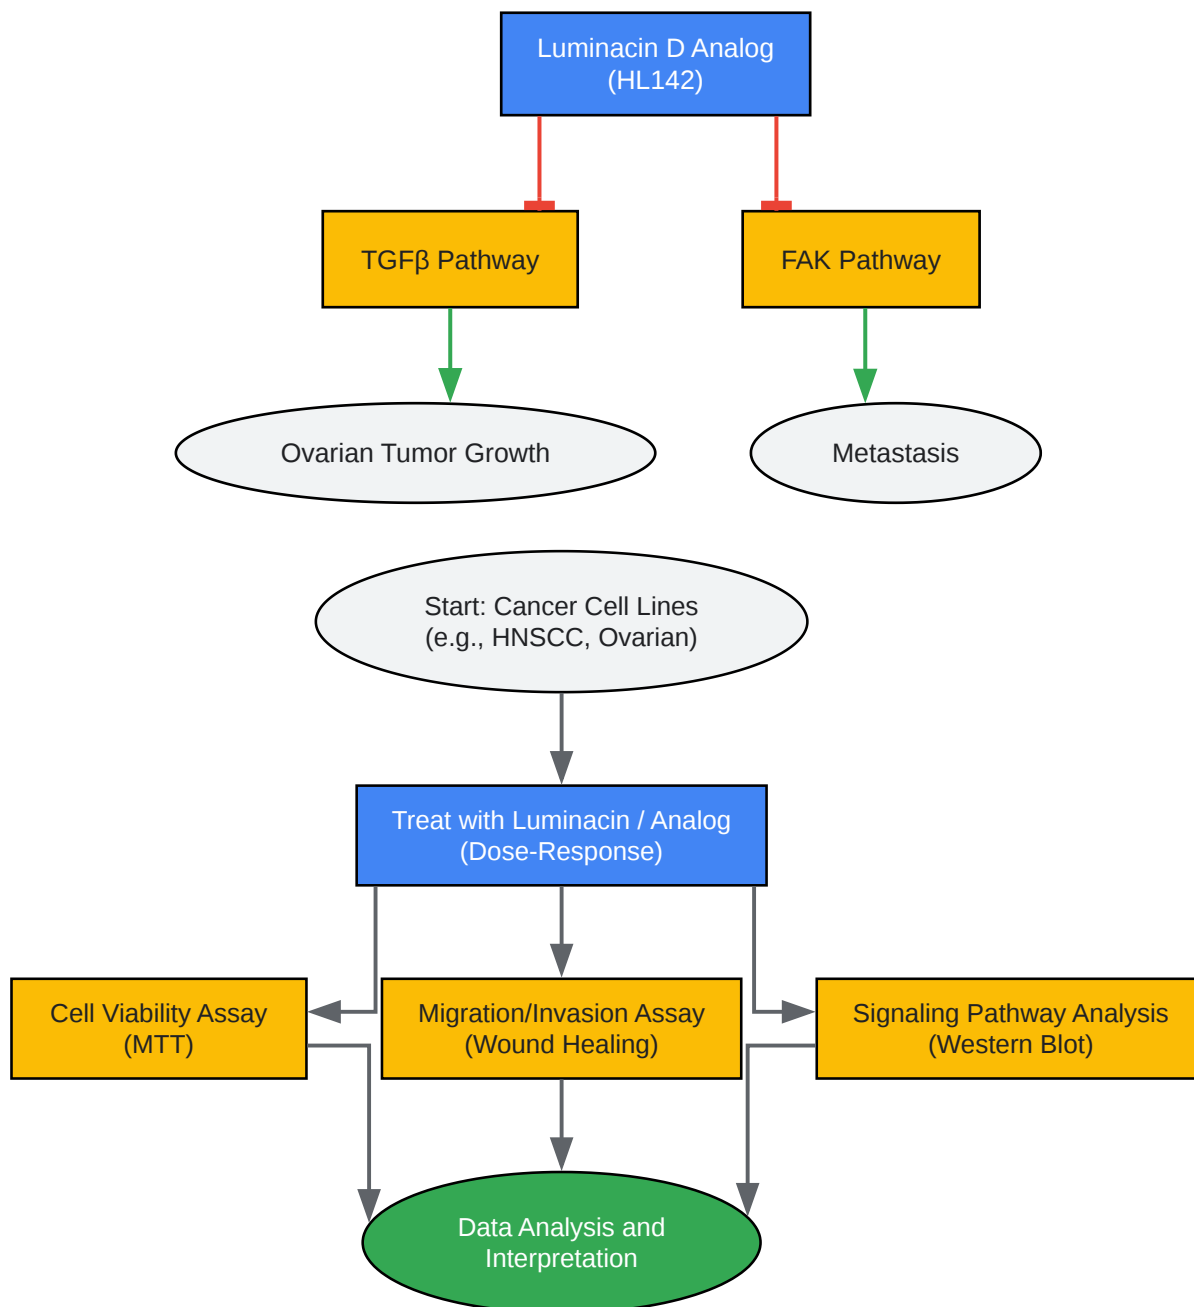 Luminacin D Analog
(HL142)
TGFβ Pathway
FAK Pathway
Ovarian Tumor Growth
Metastasis
Start: Cancer Cell Lines
(e.g., HNSCC, Ovarian)
Treat with Luminacin / Analog
(Dose-Response)
Cell Viability Assay
(MTT)
Migration/Invasion Assay
(Wound Healing)
Signaling Pathway Analysis
(Western Blot)
Data Analysis and
Interpretation